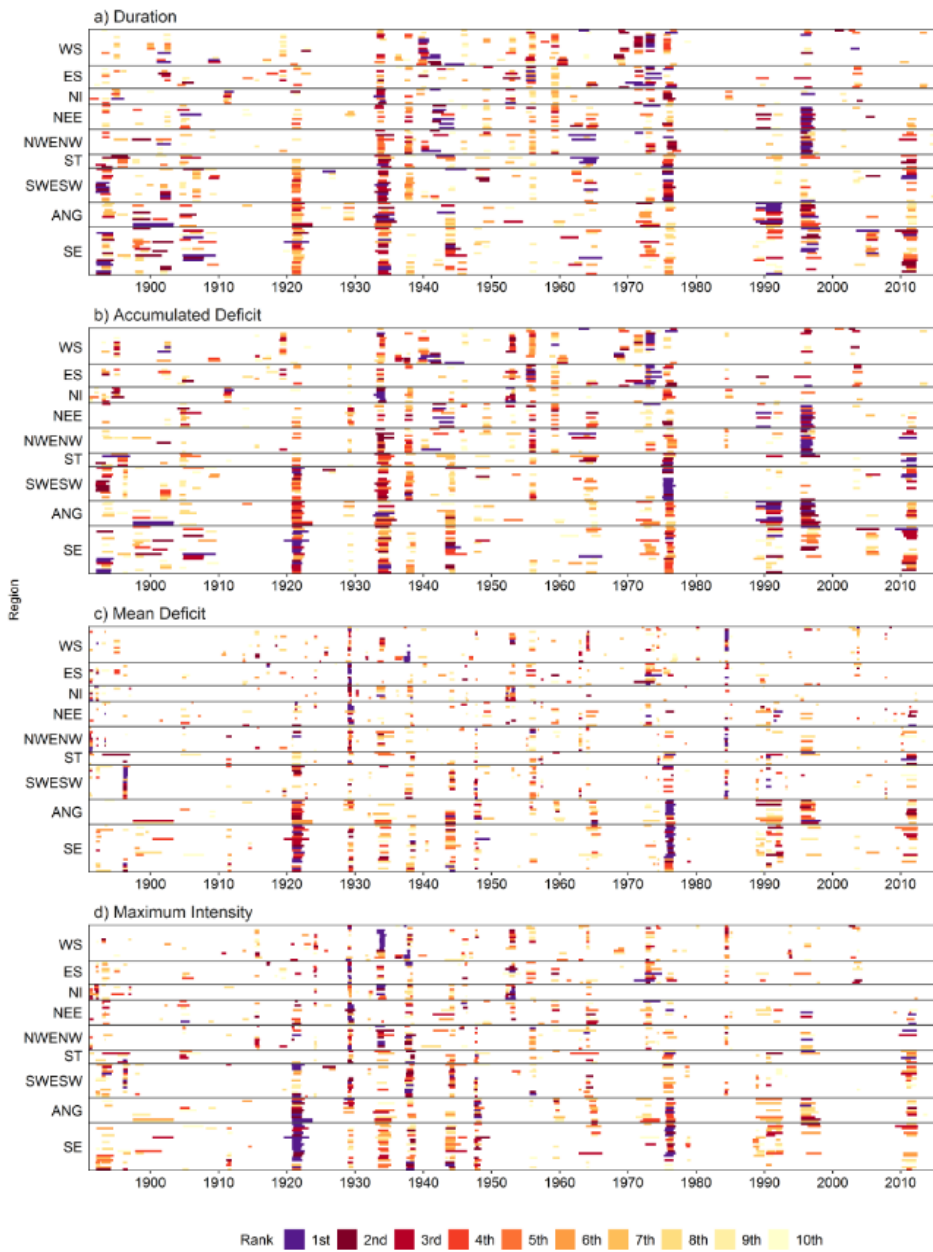 a) Duration
WS
ES
NI
NEE
NWENW
ST
SWESW
ANG
SE
1900 1910 1920 1930 1940 1950 1960 1970 1980 1990 2000 2010
b) Accumulated Deficit
WS
ES
NI
NEE
NWENW
ST
SWESW
ANG
SE
1900 1910 1920 1930 1940 1950 1960 1970 1980 1990 2000 2010
Region
c) Mean Deficit
WS
ES
NI
NEE
NWENW
ST
SWESW
ANG
SE
1900 1910 1920 1930 1940 1950 1960 1970 1980 1990 2000 2010
d) Maximum Intensity
WS
ES
NI
NEE
NWENW
ST
SWESW
ANG
SE
1900 1910 1920 1930 1940 1950 1960 1970 1980 1990 2000 2010
Rank 1st 2nd 3rd 4th 5th 6th 7th 8th 9th 10th